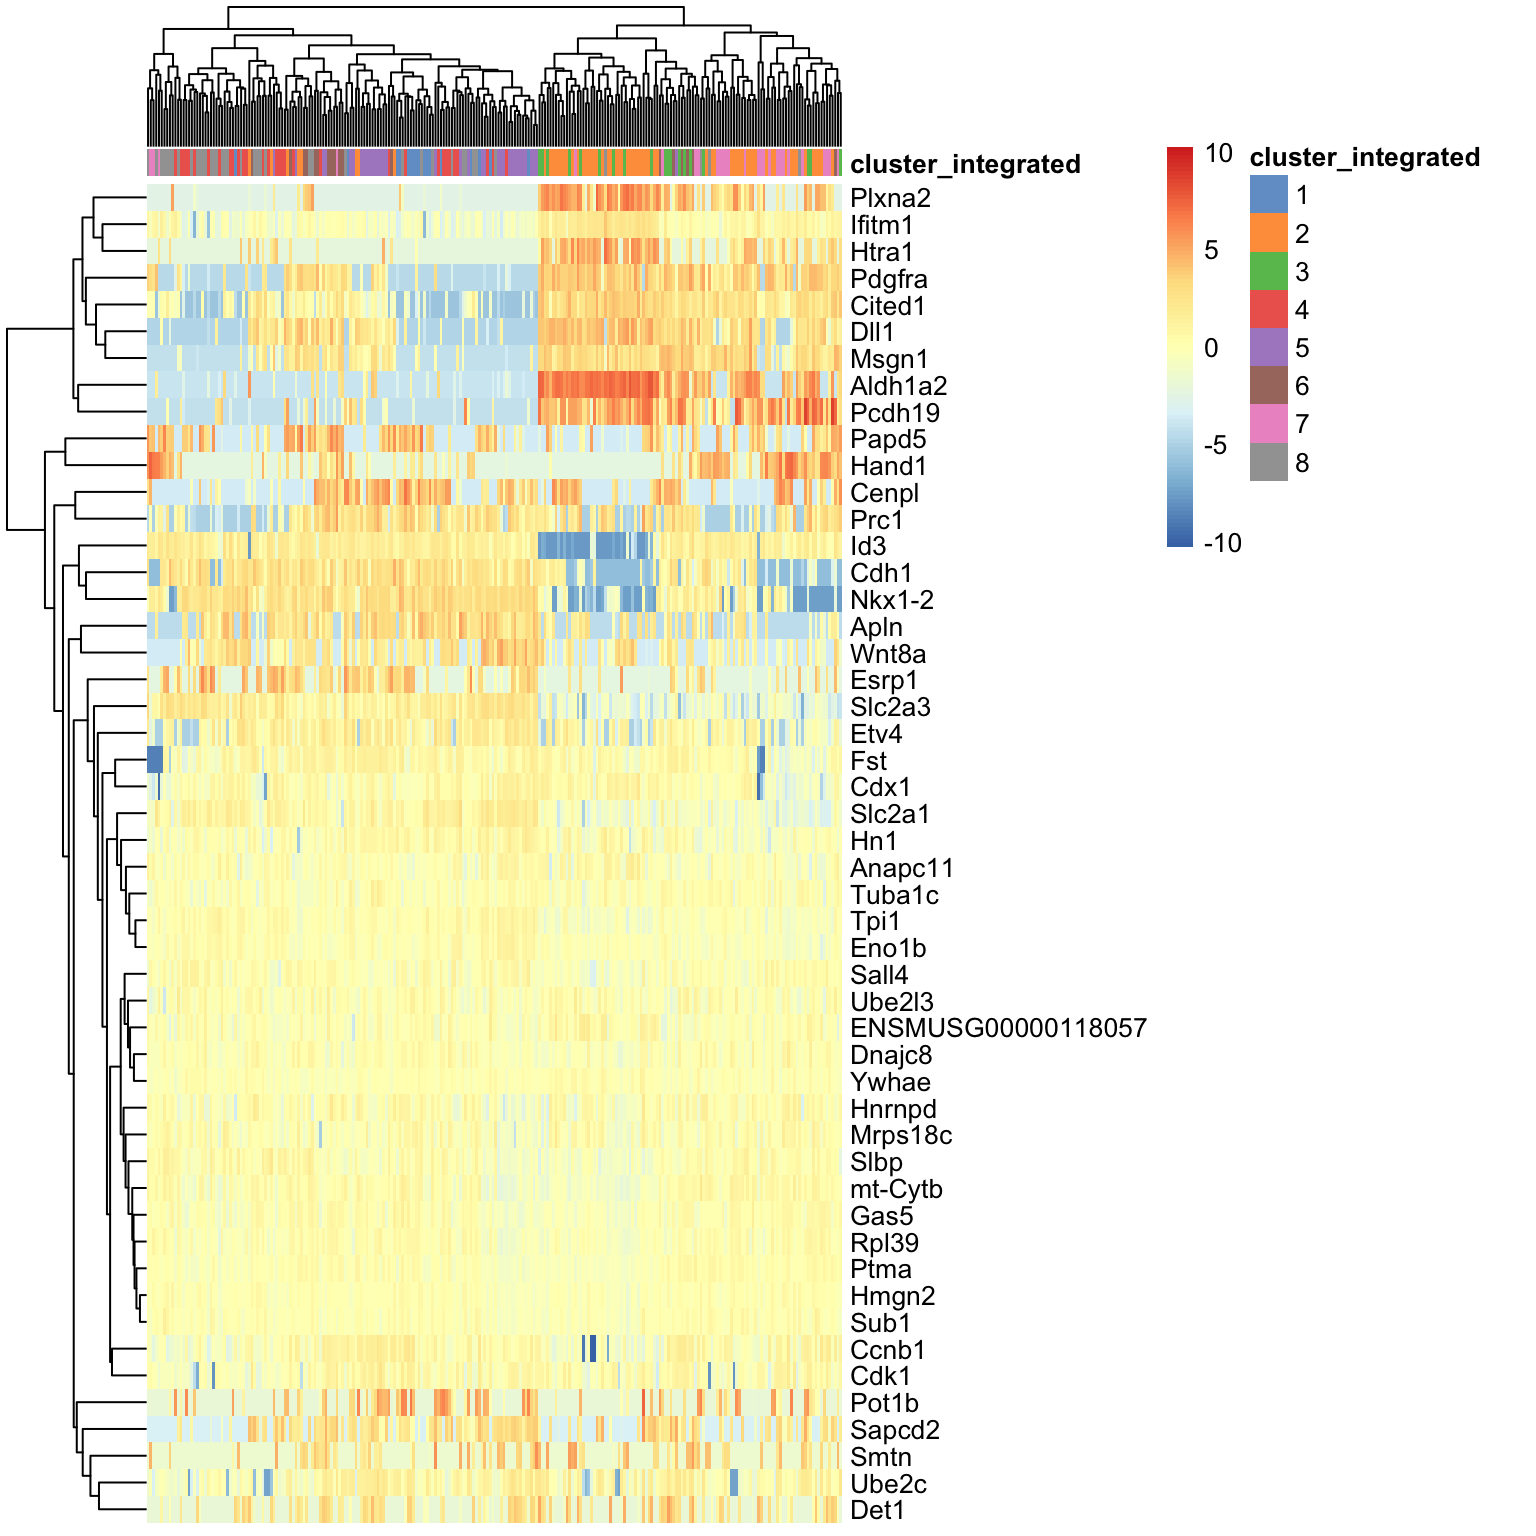 cluster_integrated
Plxna2
Ifitm1
Htra1
Pdgfra
Cited1
Dll1
Msgn1
Aldh1a2
Pcdh19
Papd5
Hand1
Cenpl
Prc1
Id3
Cdh1
Nkx1-2
Apln
Wnt8a
Esrp1
Slc2a3
Etv4
Fst
Cdx1
Slc2a1
Hn1
Anapc11
Tuba1c
Tpi1
Eno1b
Sall4
Ube2l3
ENSMUSG00000118057
Dnajc8
Ywhae
Hnrnpd
Mrps18c
Slbp
mt-Cytb
Gas5
Rpl39
Ptma
Hmgn2
Sub1
Ccnb1
Cdk1
Pot1b
Sapcd2
Smtn
Ube2c
Det1
10
5
0
-5
-10
cluster_integrated
1
2
3
4
5
6
7
8